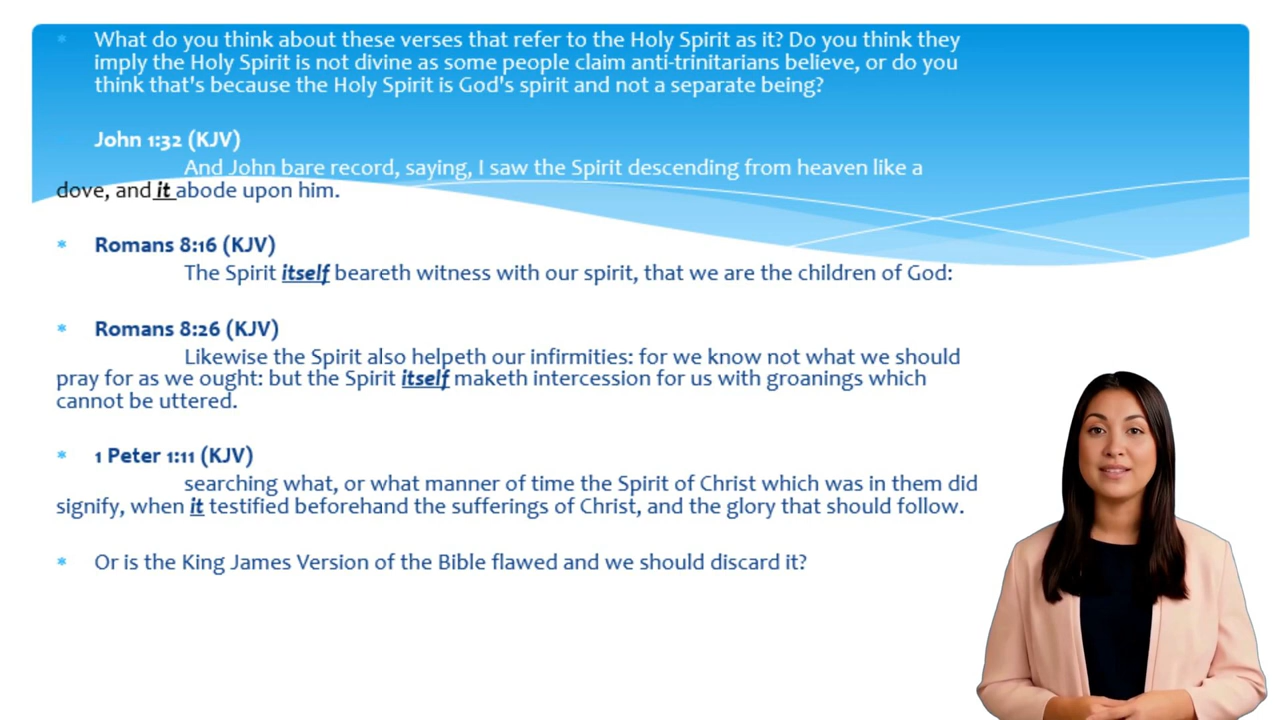 * What do you think about these verses that refer to the Holy Spirit as it? Do you think they
imply the Holy Spirit is not divine as some people claim anti-trinitarians believe, or do you
think that's because the Holy Spirit is God's spirit and not a separate being?
John 1:32 (KJV)
And John bare record, saying, I saw the Spirit descending from heaven like a
dove, and it abode upon him.
* Romans 8:16 (KJV)
The Spirit itself beareth witness with our spirit, that we are the children of God:
* Romans 8:26 (KJV)
Likewise the Spirit also helpeth our infirmities: for we know not what we should
pray for as we ought: but the Spirit itself maketh intercession for us with groanings which
cannot be uttered.
* 1 Peter 1:11 (KJV)
searching what, or what manner of time the Spirit of Christ which was in them did
signify, when it testified beforehand the sufferings of Christ, and the glory that should follow.
* Or is the King James Version of the Bible flawed and we should discard it?